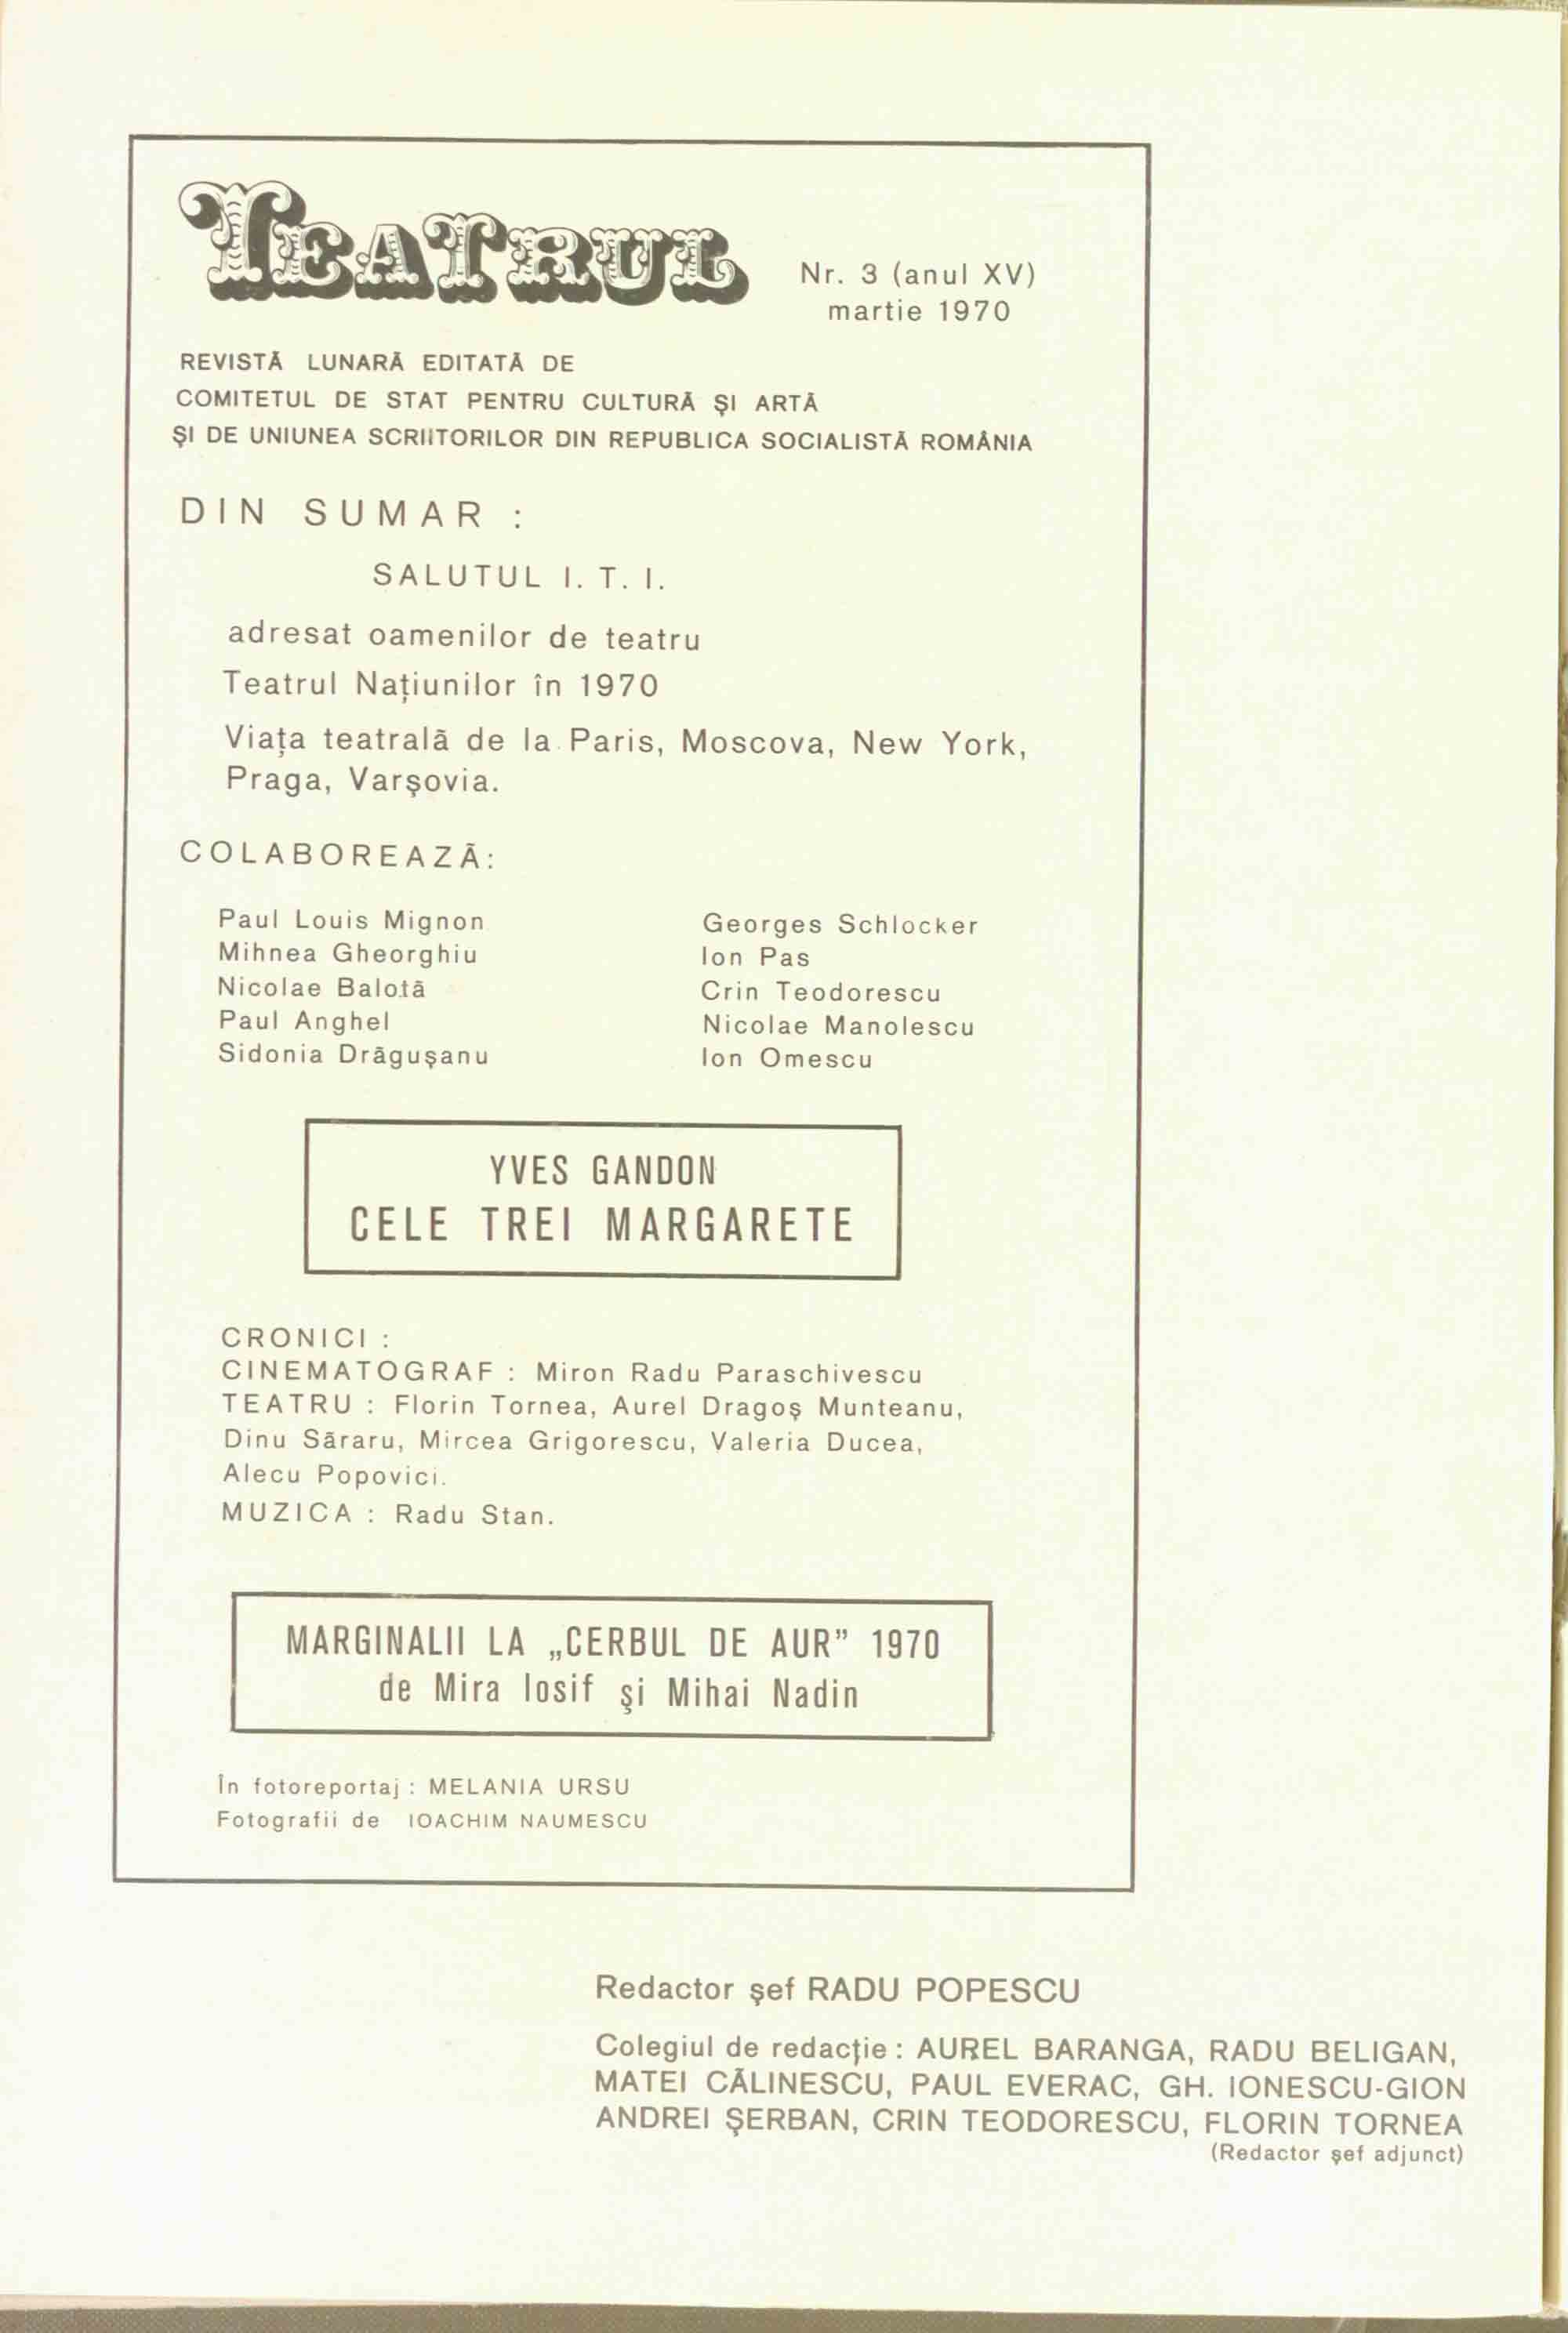 TEATRUL
Nr. 3 (anul XV)
martie 1970
REVISTĂ LUNARĂ EDITATĂ DE
COMITETUL DE STAT PENTRU CULTURĂ ŞI ARTĂ
ŞI DE UNIUNEA SCRIITORILOR DIN REPUBLICA SOCIALISTĂ ROMÂNIA
DIN SUMAR :
SALUTUL I. T. I.
adresat oamenilor de teatru
Teatrul Naţiunilor în 1970
Viaţa teatrală de la Paris, Moscova, New York,
Praga, Varşovia.
COLABOREAZĂ:
Paul Louis Mignon
Mihnea Gheorghiu
Nicolae Balotă
Paul Anghel
Sidonia Drăguşanu
Georges Schlocker
Ion Pas
Crin Teodorescu
Nicolae Manolescu
Ion Omescu
YVES GANDON
CELE TREI MARGARETE
CRONICI :
CINEMATOGRAF : Miron Radu Paraschivescu
TEATRU : Florin Tornea, Aurel Dragoş Munteanu,
Dinu Săraru, Mircea Grigorescu, Valeria Ducea,
Alecu Popovici.
MUZICA : Radu Stan.
MARGINALII LA „CERBUL DE AUR” 1970
de Mira Iosif şi Mihai Nadin
În fotoreportaj : MELANIA URSU
Fotografii de IOACHIM NAUMESCU
Redactor şef RADU POPESCU
Colegiul de redacţie : AUREL BARANGA, RADU BELIGAN,
MATEI CĂLINESCU, PAUL EVERAC, GH. IONESCU-GION
ANDREI ŞERBAN, CRIN TEODORESCU, FLORIN TORNEA
(Redactor şef adjunct)